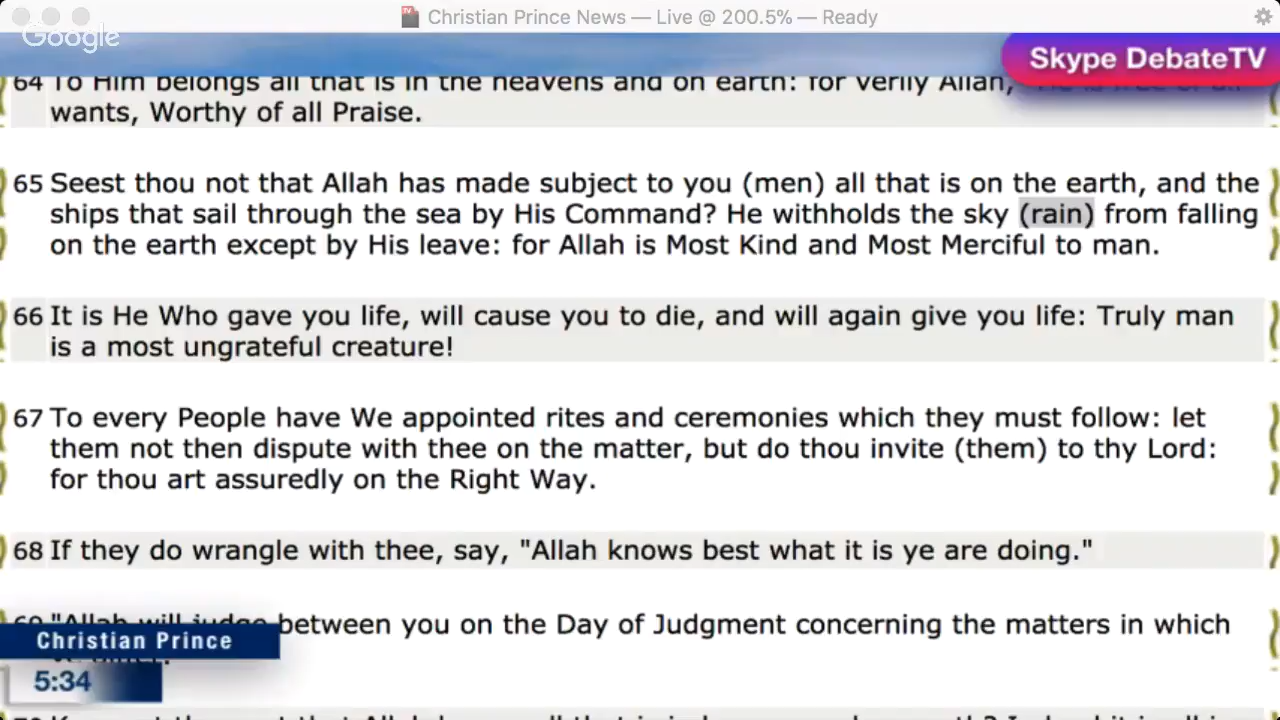 Christian Prince News — Live @ 200.5% — Ready
Google
Skype DebateTV
64 To Him belongs all that is in the heavens and on earth: for verily Allah,
wants, Worthy of all Praise.
65 Seest thou not that Allah has made subject to you (men) all that is on the earth, and the
ships that sail through the sea by His Command? He withholds the sky (rain) from falling
on the earth except by His leave: for Allah is Most Kind and Most Merciful to man.
66 It is He Who gave you life, will cause you to die, and will again give you life: Truly man
is a most ungrateful creature!
67 To every People have We appointed rites and ceremonies which they must follow: let
them not then dispute with thee on the matter, but do thou invite (them) to thy Lord:
for thou art assuredly on the Right Way.
68 If they do wrangle with thee, say, "Allah knows best what it is ye are doing."
69 "Allah will judge between you on the Day of Judgment concerning the matters in which
Christian Prince
5:34